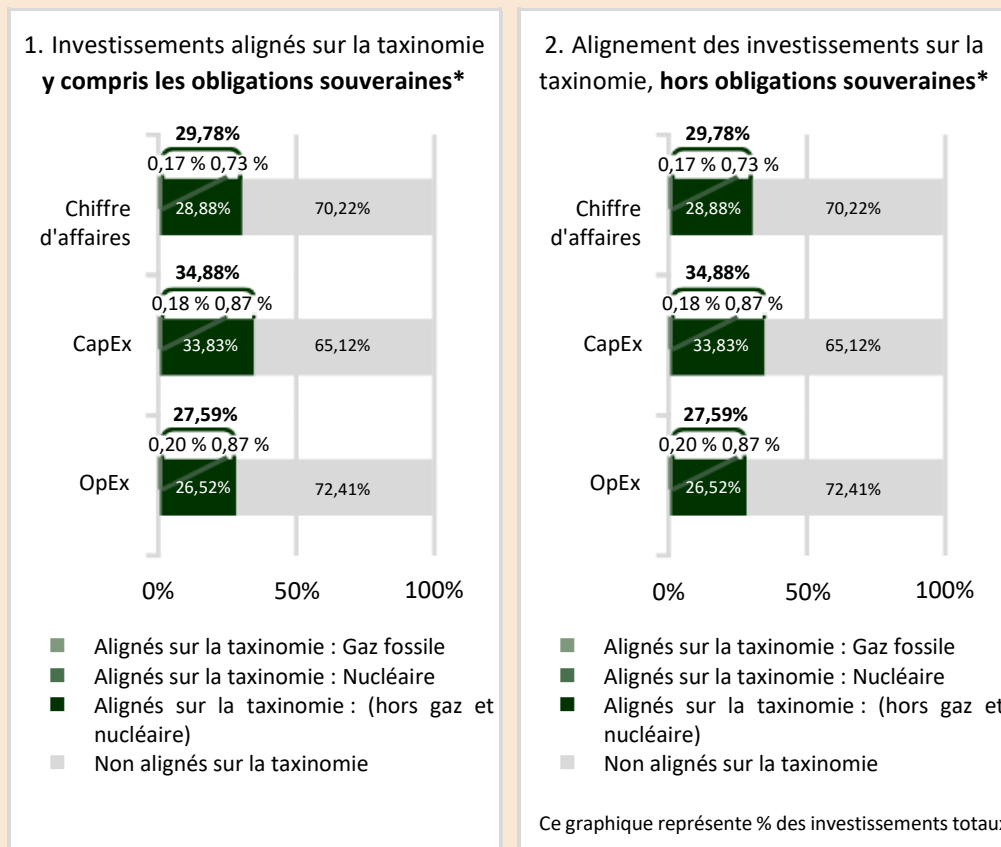 1. Investissements alignés sur la taxinomie
y compris les obligations souveraines*
29,78%
0,17 % 0,73 %
Chiffre
d'affaires
28,88%
70,22%
34,88%
0,18 % 0,87 %
CapEx
33,83%
65,12%
27,59%
0,20 % 0,87 %
OpEx
26,52%
72,41%
0%
50%
100%
Alignés sur la taxinomie : Gaz fossile
Alignés sur la taxinomie : Nucléaire
Alignés sur la taxinomie : (hors gaz et
nucléaire)
Non alignés sur la taxinomie
2. Alignement des investissements sur la
taxinomie, hors obligations souveraines*
29,78%
0,17 % 0,73 %
Chiffre
d'affaires
28,88%
70,22%
34,88%
0,18 % 0,87 %
CapEx
33,83%
65,12%
27,59%
0,20 % 0,87 %
OpEx
26,52%
72,41%
0%
50%
100%
Alignés sur la taxinomie : Gaz fossile
Alignés sur la taxinomie : Nucléaire
Alignés sur la taxinomie : (hors gaz et
nucléaire)
Non alignés sur la taxinomie
Ce graphique représente % des investissements totaux